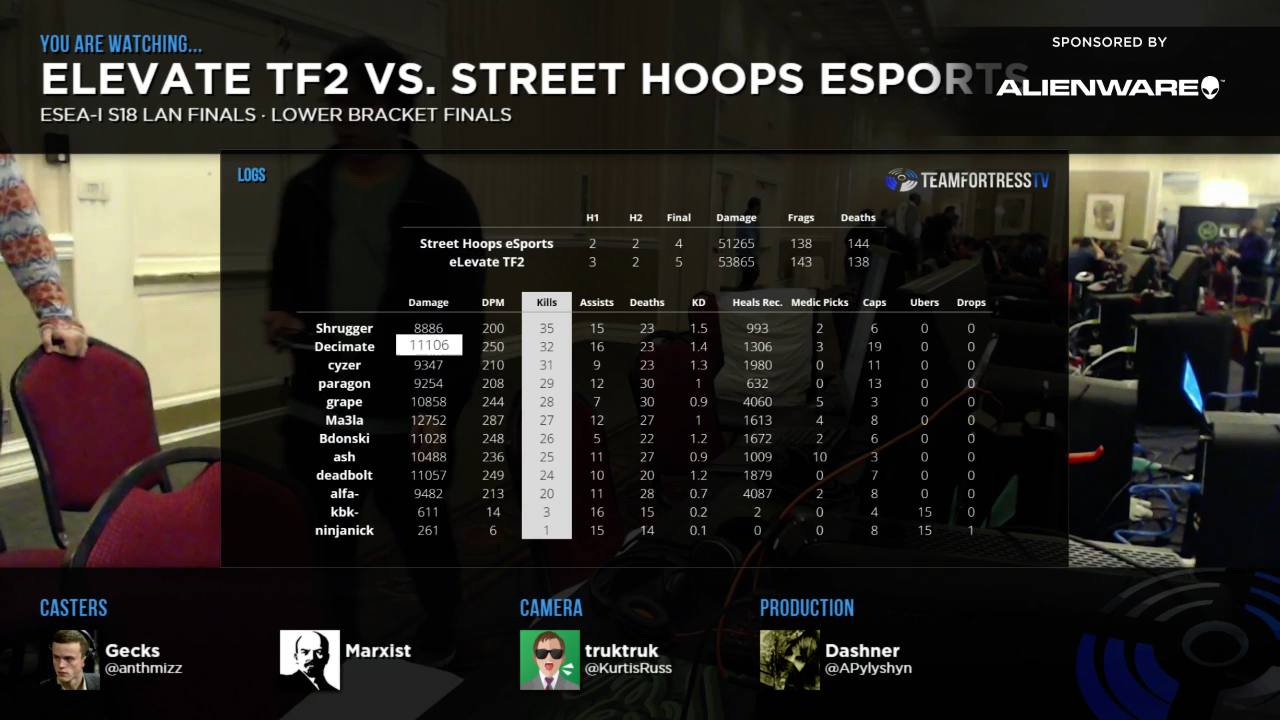 YOU ARE WATCHING...
ELEVATE TF2 VS. STREET HOOPS ESPORTS
ESEA-I S18 LAN FINALS · LOWER BRACKET FINALS
SPONSORED BY
ALIENWARE
LOGS
TEAMFORTRESSTV
H1 H2 Final Damage Frags Deaths
Street Hoops eSports 2 2 4 51265 138 144
eLevate TF2 3 2 5 53865 143 138
Damage DPM Kills Assists Deaths KD Heals Rec. Medic Picks Caps Ubers Drops
Shrugger 8886 200 35 15 23 1.5 993 2 6 0 0
Decimate 11106 250 32 16 23 1.4 1306 3 19 0 0
cyzer 9347 210 31 9 23 1.3 1980 0 11 0 0
paragon 9254 208 29 12 30 1 632 0 13 0 0
grape 10858 244 28 7 30 0.9 4060 5 3 0 0
Ma3la 12752 287 27 12 27 1 1613 4 8 0 0
Bdonski 11028 248 26 5 22 1.2 1672 2 6 0 0
ash 10488 236 25 11 27 0.9 1009 10 3 0 0
deadbolt 11057 249 24 10 20 1.2 1879 0 7 0 0
alfa- 9482 213 20 11 28 0.7 4087 2 8 0 0
kbk- 611 14 3 16 15 0.2 2 0 4 15 0
ninjanick 261 6 1 15 14 0.1 0 0 8 15 1
CASTERS
Gecks
@anthmizz
Marxist
CAMERA
truktruk
@KurtisRuss
PRODUCTION
Dashner
@APylyshyn